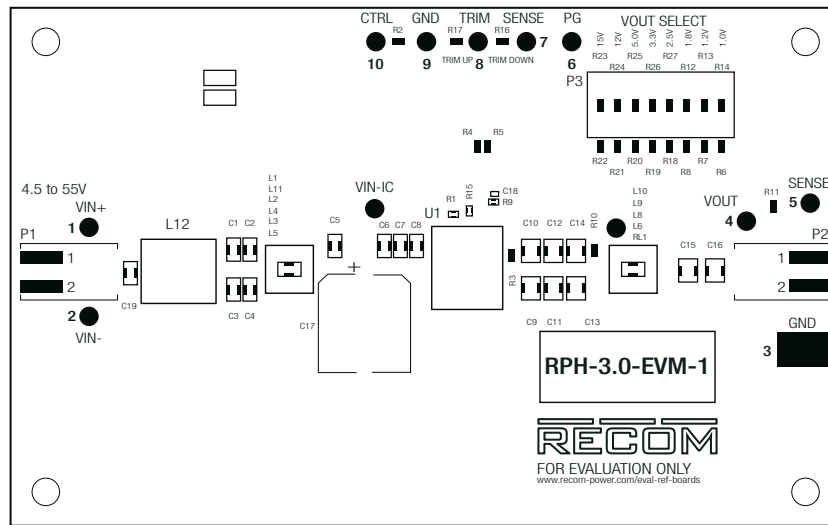 CTRL GND TRIM SENSE PG VOUT SELECT
R2 R17 R16
15V 12V 5.0V 3.3V 2.5V 1.8V 1.2V 1.0V
10 9 8 7 6
TRIM UP TRIM DOWN
R23 R25 R27 R13
R24 R26 R12 R14
P3
R22 R20 R18 R7
R21 R19 R8 R6
R4 R5
4.5 to 55V
VIN+
1
P1
1
2
2
VIN-
C19
L12
C1 C2
C3 C4
L1
L11
L2
L4
L3
L5
C5
+
C17
VIN-IC
C6 C7 C8
U1
R1 R15
C18
R9
R3
C10 C12 C14
C9 C11 C13
R10
L10
L9
L8
L6
RL1
C15 C16
VOUT
4
R11
SENSE
5
P2
1
2
GND
3
RPH-3.0-EVM-1
RECOM
FOR EVALUATION ONLY
www.recom-power.com/eval-ref-boards